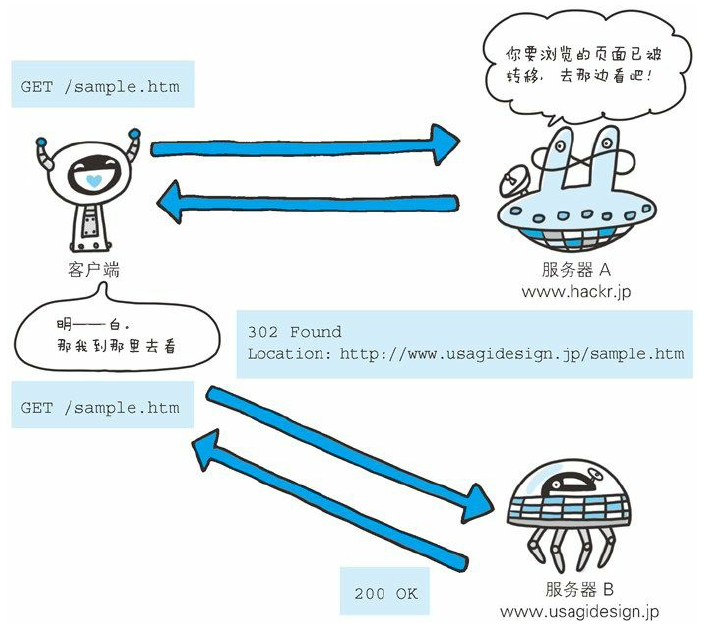 GET /sample.htm
你要浏览的页面已被
转移，去那边看吧！
客户端
服务器 A
www.hackr.jp
明——白。
那我到那里去看
302 Found
Location: http://www.usagidesign.jp/sample.htm
GET /sample.htm
200 OK
服务器 B
www.usagidesign.jp